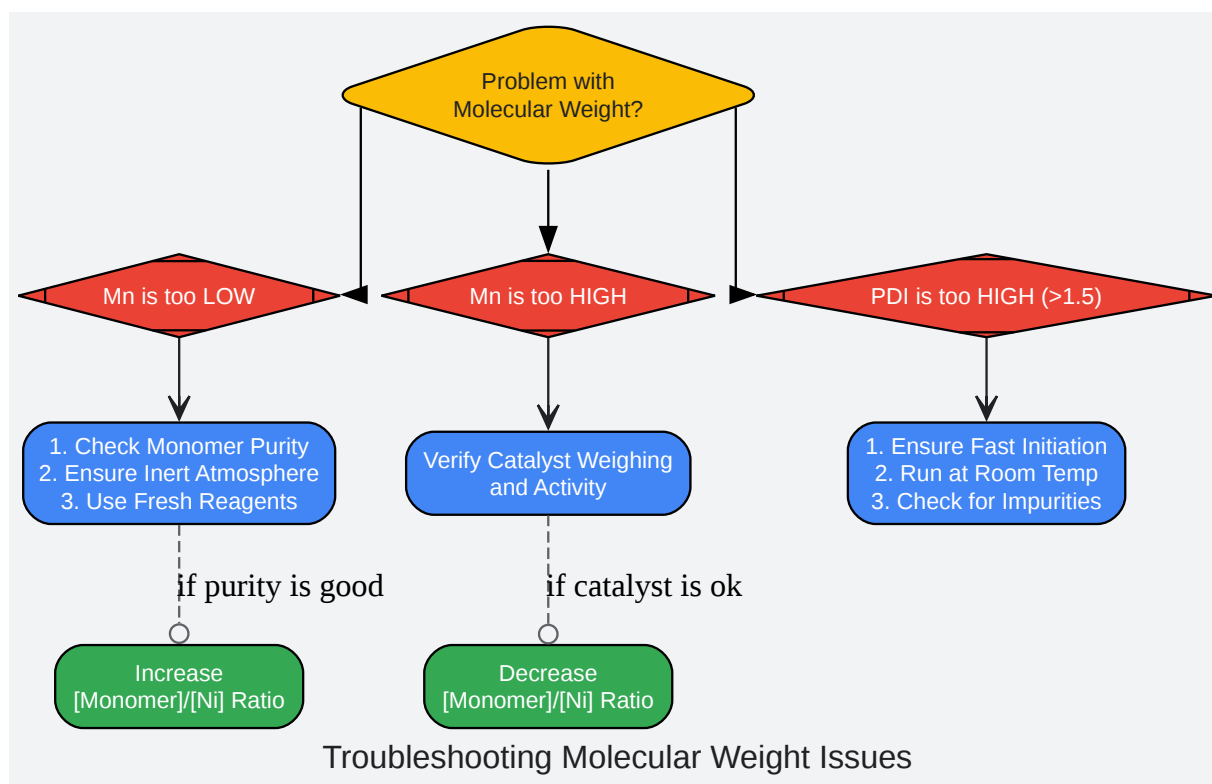 Problem with
Molecular Weight?
Mn is too LOW
Mn is too HIGH
PDI is too HIGH (>1.5)
1. Check Monomer Purity
2. Ensure Inert Atmosphere
3. Use Fresh Reagents
Verify Catalyst Weighing
and Activity
1. Ensure Fast Initiation
2. Run at Room Temp
3. Check for Impurities
if purity is good
if catalyst is ok
Increase
[Monomer]/[Ni] Ratio
Decrease
[Monomer]/[Ni] Ratio
Troubleshooting Molecular Weight Issues